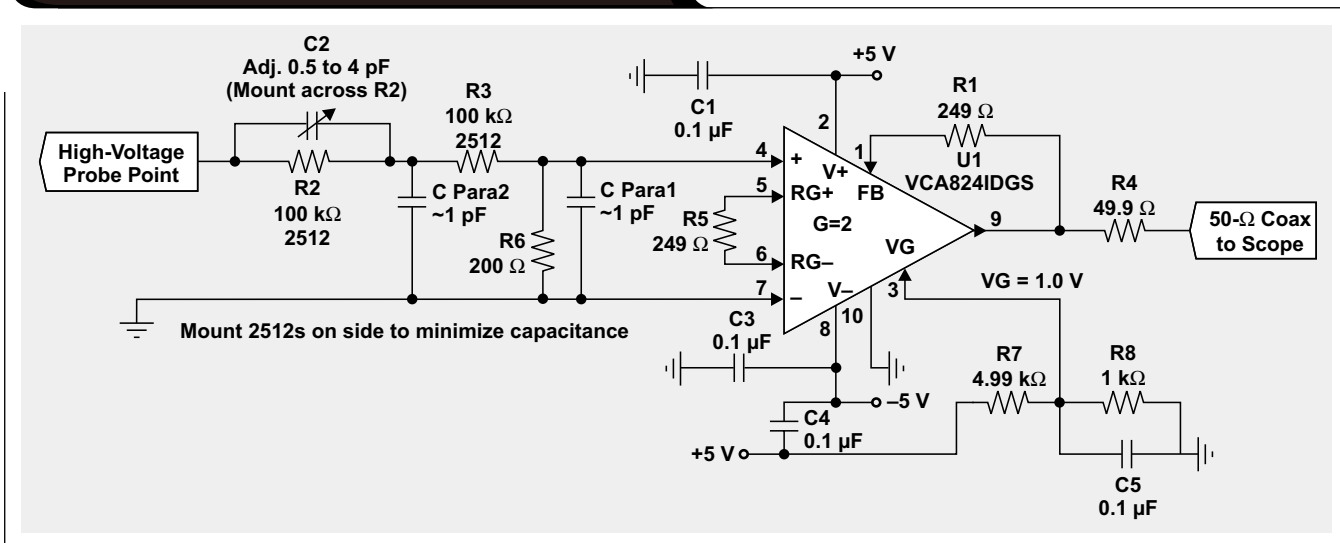 C2
Adj. 0.5 to 4 pF
(Mount across R2)
High-Voltage
Probe Point
R2
100 kΩ
2512
R3
100 kΩ
2512
C Para2
~1 pF
R6
200 Ω
C Para1
~1 pF
C1
0.1 µF
+5 V
2
R1
249 Ω
U1
VCA824IDGS
1
4
+
V+
FB
5
RG+
R5
249 Ω
G=2
6
RG–
VG
9
R4
49.9 Ω
50-Ω Coax
to Scope
7
–
V–
3
VG = 1.0 V
8
10
Mount 2512s on side to minimize capacitance
C3
0.1 µF
–5 V
C4
0.1 µF
+5 V
R7
4.99 kΩ
R8
1 kΩ
C5
0.1 µF